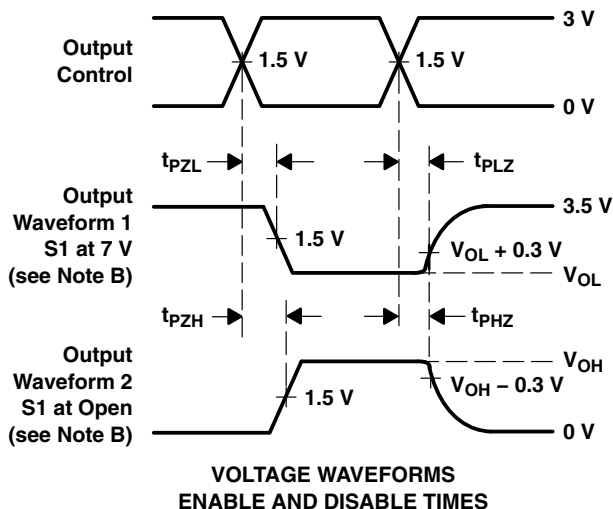 Output
Control
1.5 V
1.5 V
3 V
0 V
tPZL
tPLZ
Output
Waveform 1
S1 at 7 V
(see Note B)
1.5 V
3.5 V
VOL + 0.3 V
VOL
tPZH
tPHZ
Output
Waveform 2
S1 at Open
(see Note B)
1.5 V
VOH
VOH − 0.3 V
0 V
VOLTAGE WAVEFORMS
ENABLE AND DISABLE TIMES